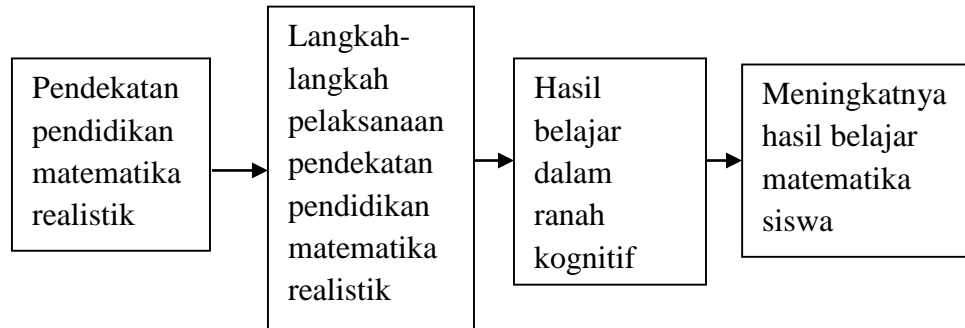 Pendekatan
pendidikan
matematika
realistik
Langkah-
langkah
pelaksanaan
pendekatan
pendidikan
matematika
realistik
Hasil
belajar
dalam
ranah
kognitif
Meningkatnya
hasil belajar
matematika
siswa